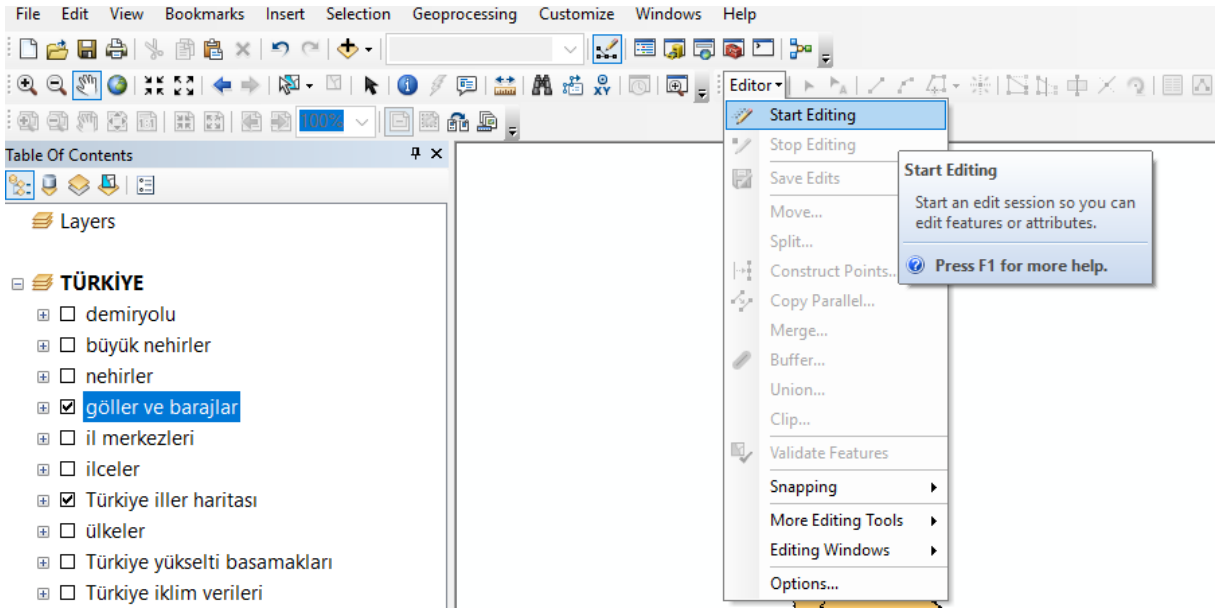 File Edit View Bookmarks Insert Selection Geoprocessing Customize Windows Help
Editor
100%
Start Editing
Stop Editing
Save Edits
Move...
Split...
Construct Points..
Copy Parallel...
Merge...
Buffer...
Union...
Clip...
Validate Features
Snapping
More Editing Tools
Editing Windows
Options...
Start Editing
Start an edit session so you can
edit features or attributes.
Press F1 for more help.
Table Of Contents
Layers
TÜRKİYE
demiryolu
büyük nehirler
nehirler
göller ve barajlar
il merkezleri
ilceler
Türkiye iller haritası
ülkeler
Türkiye yükselti basamakları
Türkiye iklim verileri